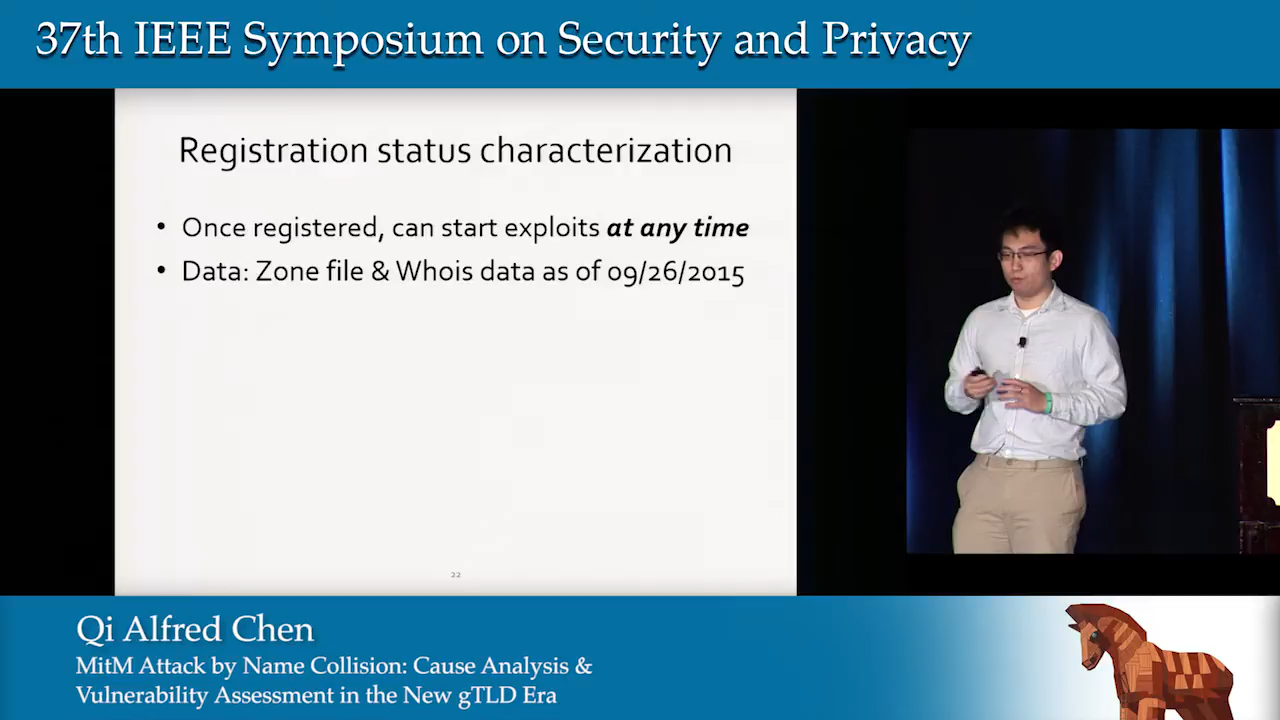 37th IEEE Symposium on Security and Privacy
Registration status characterization
• Once registered, can start exploits at any time
• Data: Zone file & Whois data as of 09/26/2015
22
Qi Alfred Chen
MitM Attack by Name Collision: Cause Analysis &
Vulnerability Assessment in the New gTLD Era